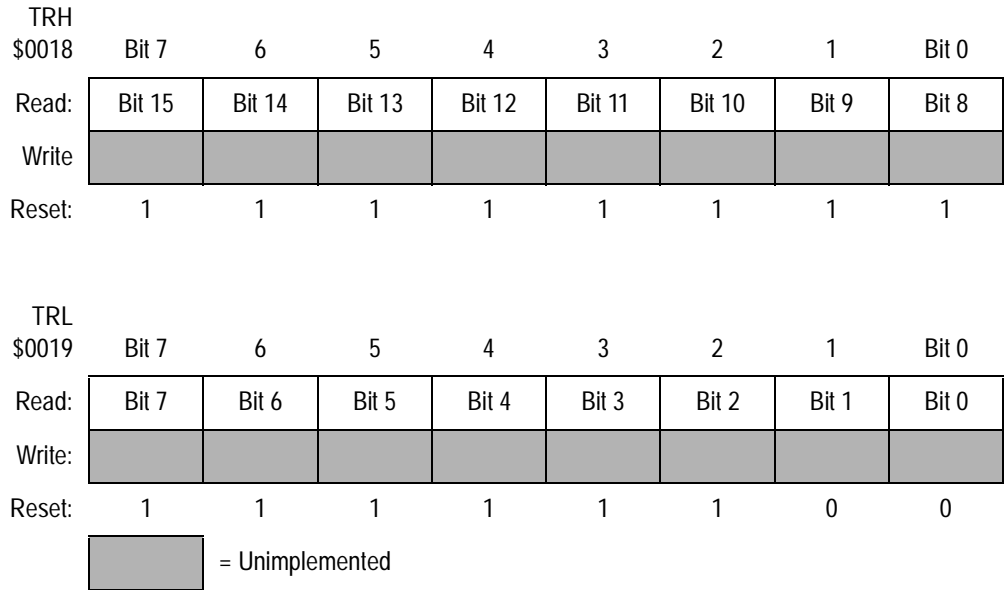 TRH
$0018 Bit 7 6 5 4 3 2 1 Bit 0
Read: Bit 15 Bit 14 Bit 13 Bit 12 Bit 11 Bit 10 Bit 9 Bit 8
Write
Reset: 1 1 1 1 1 1 1 1
TRL
$0019 Bit 7 6 5 4 3 2 1 Bit 0
Read: Bit 7 Bit 6 Bit 5 Bit 4 Bit 3 Bit 2 Bit 1 Bit 0
Write:
Reset: 1 1 1 1 1 1 0 0
= Unimplemented